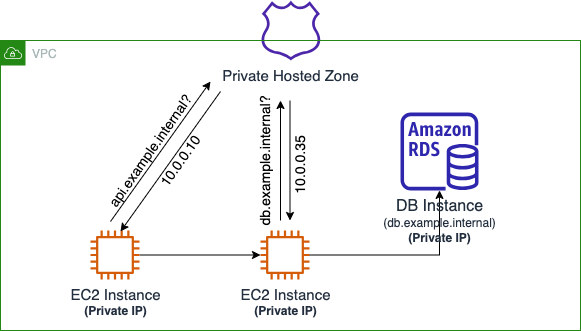 VPC
Private Hosted Zone
api.example.internal?
10.0.0.10
db.example.internal?
10.0.0.35
Amazon
RDS
DB Instance
(db.example.internal)
(Private IP)
EC2 Instance
(Private IP)
EC2 Instance
(Private IP)